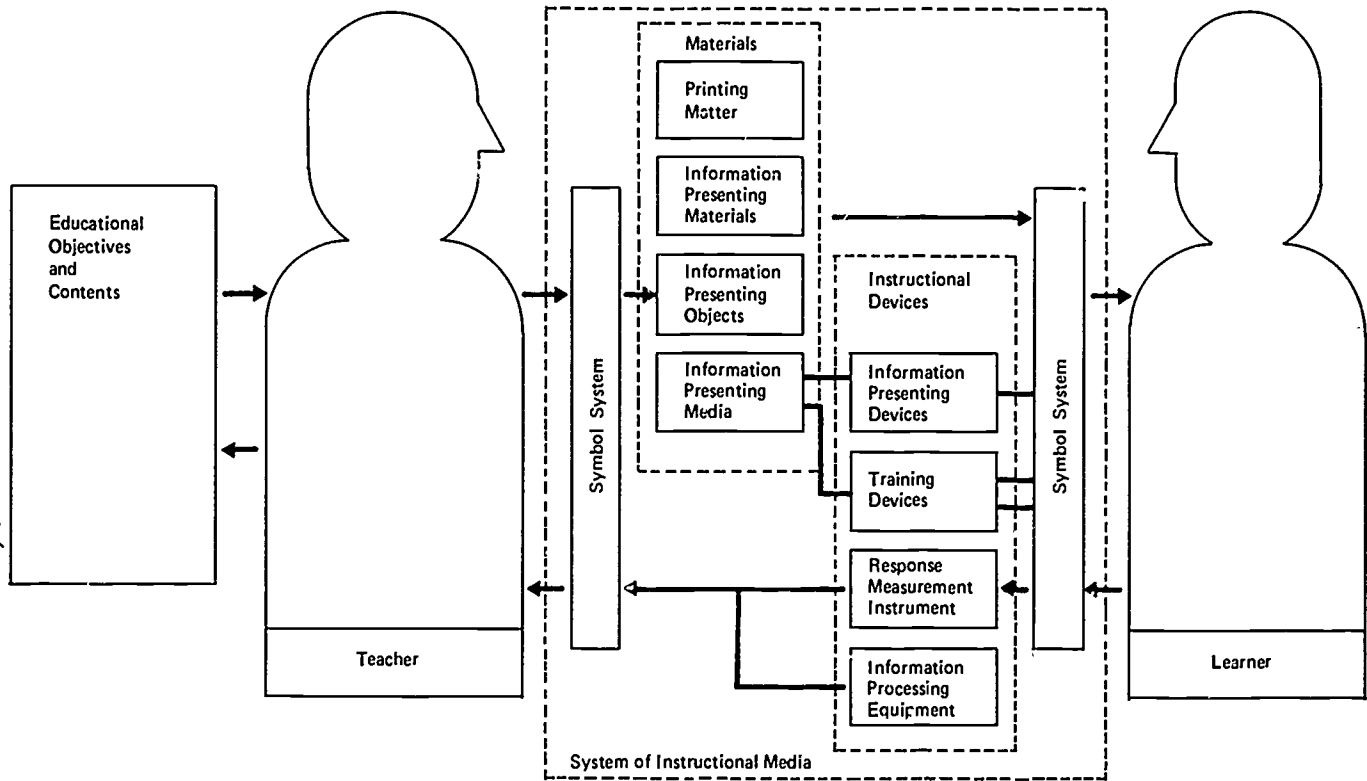 Materials
Printing
Matter
Information
Presenting
Materials
Information
Presenting
Objects
Information
Presenting
Media
Educational
Objectives
and
Contents
Teacher
Symbol System
Instructional
Devices
Information
Presenting
Devices
Training
Devices
Response
Measurement
Instrument
Information
Processing
Equipment
Symbol System
Learner
System of Instructional Media